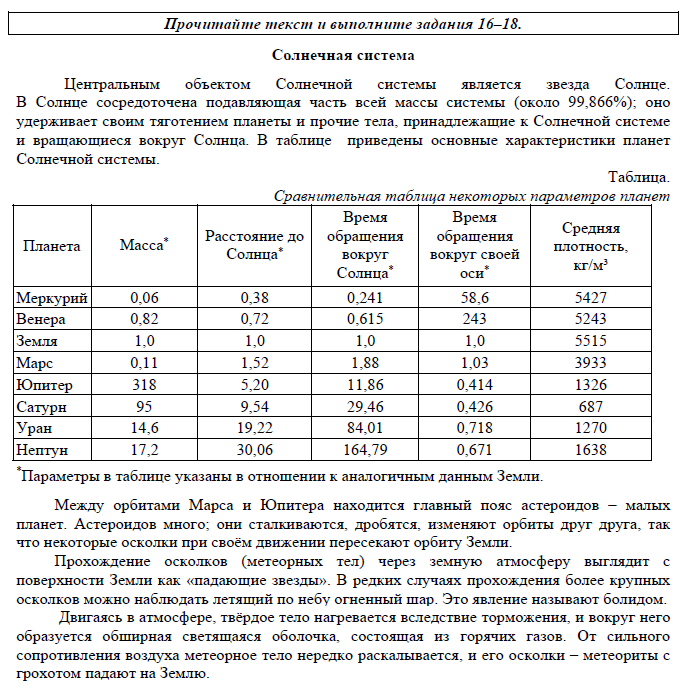 Прочитайте текст и выполните задания 16–18.
Солнечная система
Центральным объектом Солнечной системы является звезда Солнце.
В Солнце сосредоточена подавляющая часть всей массы системы (около 99,866%); оно
удерживает своим тяготением планеты и прочие тела, принадлежащие к Солнечной системе
и вращающиеся вокруг Солнца. В таблице приведены основные характеристики планет
Солнечной системы.
Таблица.
Сравнительная таблица некоторых параметров планет
Планета Масса* Расстояние до Солнца* Время обращения вокруг Солнца* Время обращения вокруг своей оси* Средняя плотность, кг/м³
Меркурий 0,06 0,38 0,241 58,6 5427
Венера 0,82 0,72 0,615 243 5243
Земля 1,0 1,0 1,0 1,0 5515
Марс 0,11 1,52 1,88 1,03 3933
Юпитер 318 5,20 11,86 0,414 1326
Сатурн 95 9,54 29,46 0,426 687
Уран 14,6 19,22 84,01 0,718 1270
Нептун 17,2 30,06 164,79 0,671 1638
*Параметры в таблице указаны в отношении к аналогичным данным Земли.
Между орбитами Марса и Юпитера находится главный пояс астероидов – малых
планет. Астероидов много; они сталкиваются, дробятся, изменяют орбиты друг друга, так
что некоторые осколки при своём движении пересекают орбиту Земли.
Прохождение осколков (метеорных тел) через земную атмосферу выглядит с
поверхности Земли как «падающие звезды». В редких случаях прохождения более крупных
осколков можно наблюдать летящий по небу огненный шар. Это явление называют болидом.
Двигаясь в атмосфере, твёрдое тело нагревается вследствие торможения, и вокруг него
образуется обширная светящаяся оболочка, состоящая из горячих газов. От сильного
сопротивления воздуха метеорное тело нередко раскалывается, и его осколки – метеориты с
грохотом падают на Землю.